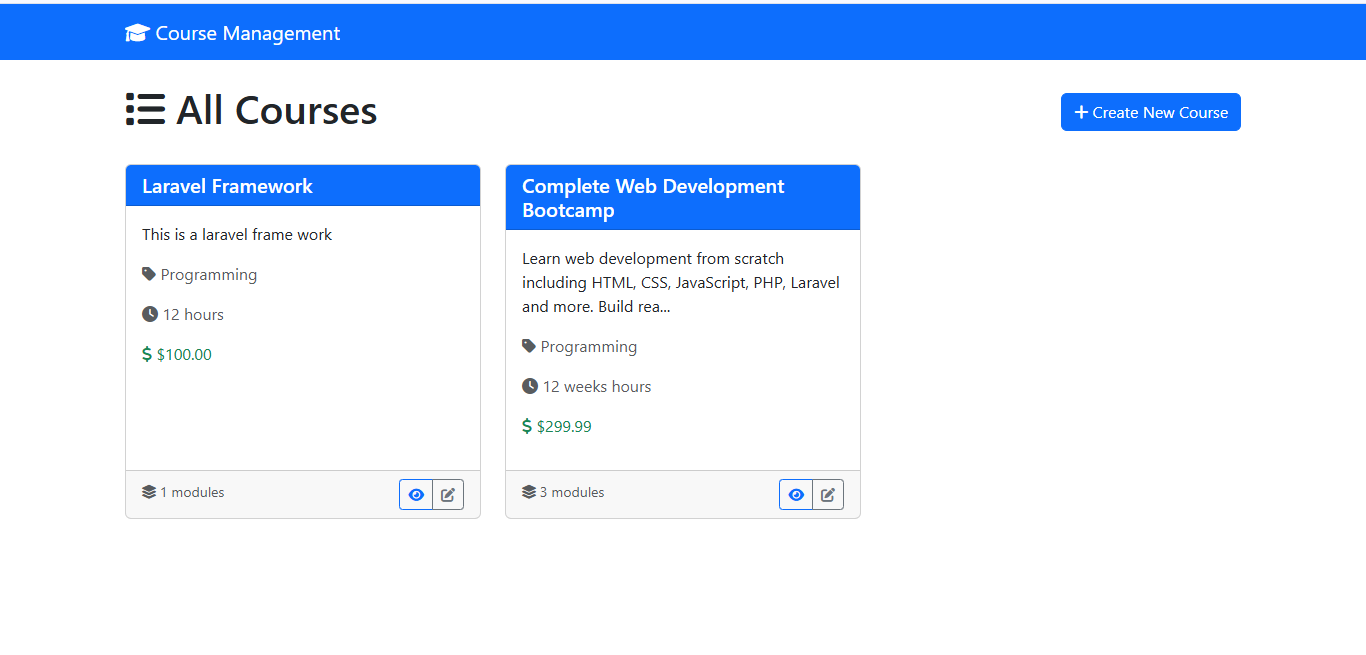 Course Management
All Courses
Create New Course
Laravel Framework
This is a laravel frame work
Programming
12 hours
$ $100.00
1 modules
Complete Web Development
Bootcamp
Learn web development from scratch
including HTML, CSS, JavaScript, PHP, Laravel
and more. Build rea...
Programming
12 weeks hours
$ $299.99
3 modules